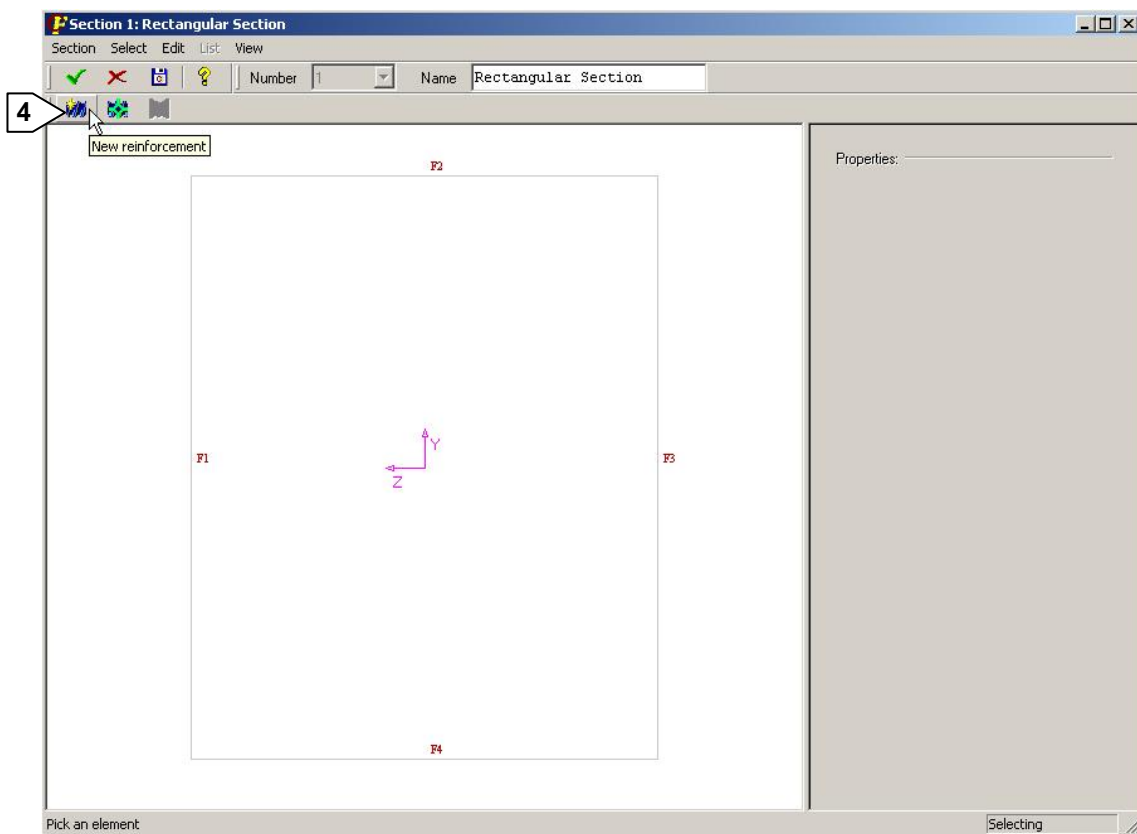 Section 1: Rectangular Section
Section Select Edit List View
Number 1 Name Rectangular Section
4
New reinforcement
Properties:
F2
F1
Y
Z
F3
F4
Pick an element
Selecting